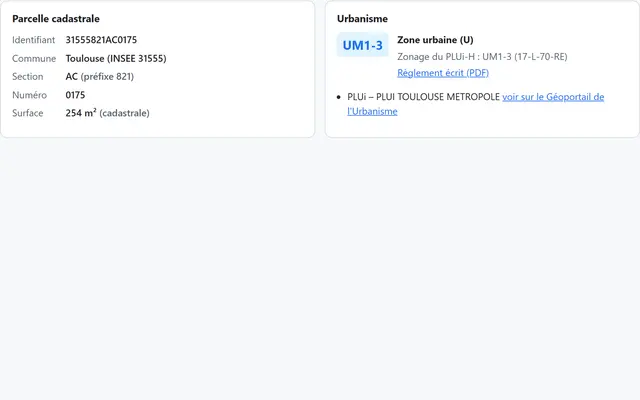 Parcelle cadastrale
Identifiant 31555821AC0175
Commune Toulouse (INSEE 31555)
Section AC (préfixe 821)
Numéro 0175
Surface 254 m² (cadastrale)
Urbanisme
UM1-3
Zone urbaine (U)
Zonage du PLUi-H : UM1-3 (17-L-70-RE)
Règlement écrit (PDF)
• PLUi – PLUI TOULOUSE METROPOLE voir sur le Géoportail de
l'Urbanisme